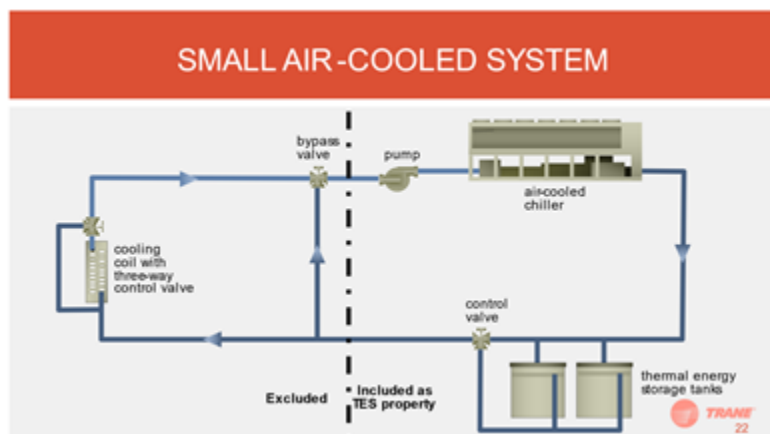 SMALL AIR-COOLED SYSTEM
bypass
valve
pump
air-cooled
chiller
cooling
coil with
three-way
control valve
control
valve
thermal energy
storage tanks
Excluded
Included as
TES property
TRANE
22